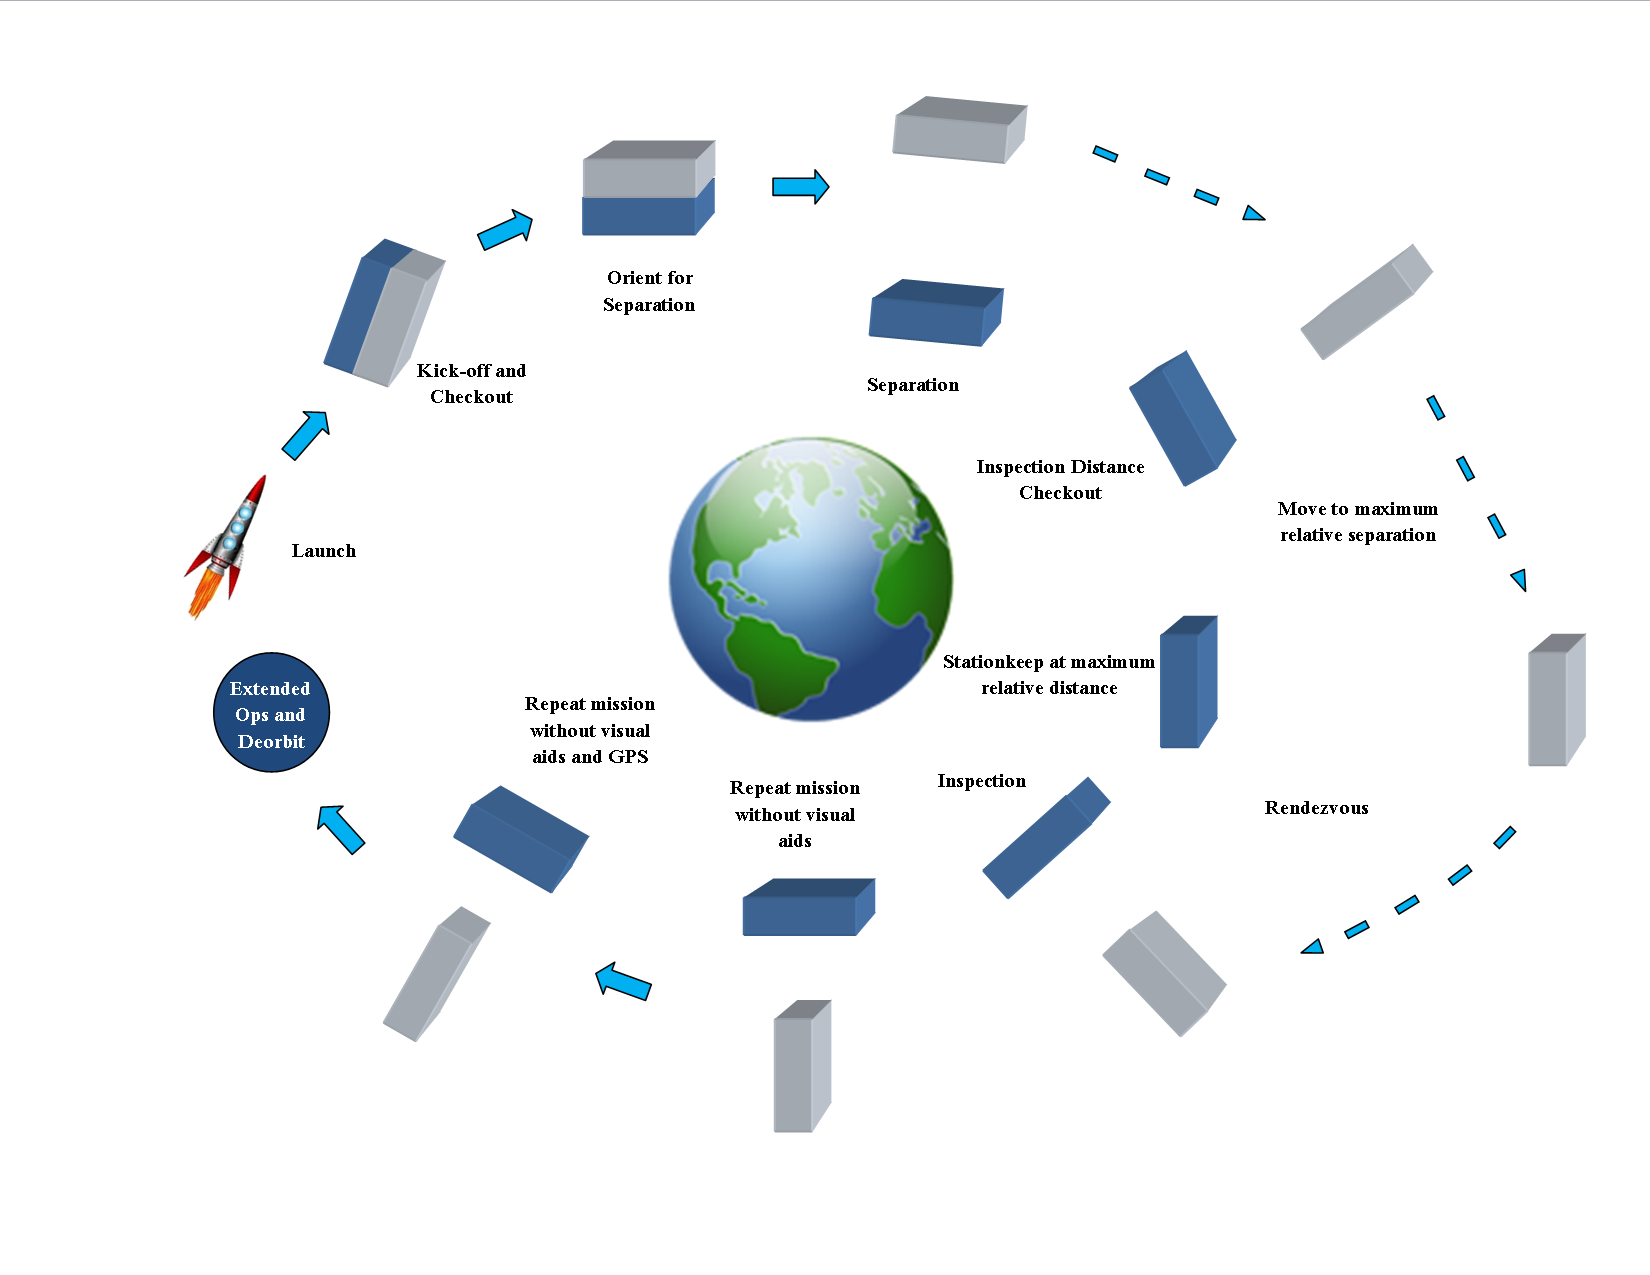 Launch
Kick-off and
Checkout
Orient for
Separation
Separation
Inspection Distance
Checkout
Move to maximum
relative separation
Stationkeep at maximum
relative distance
Rendezvous
Inspection
Repeat mission
without visual
aids
Repeat mission
without visual
aids and GPS
Extended
Ops and
Deorbit